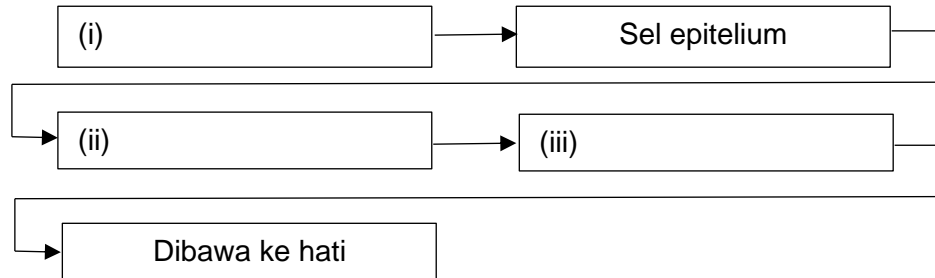 (i)
Sel epitelium
(ii)
(iii)
Dibawa ke hati